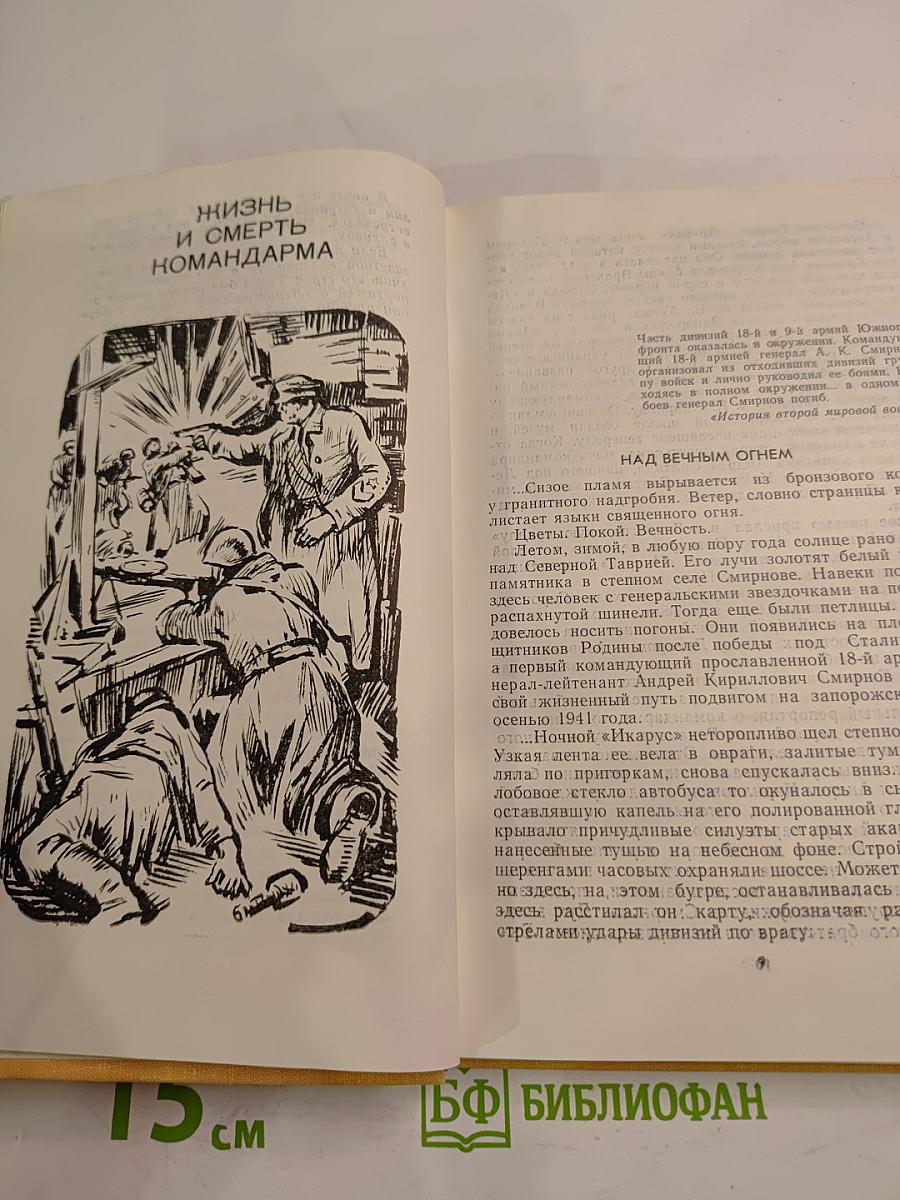 ЖИЗНЬ
И СМЕРТЬ
КОМАНДАРМА
Часть дивизий 18-й и 9-й армий Южног
фронта оказалась в окружении. Командую
щий 18-й армией генерал А. К. Смирн
организовал из отходивших дивизий гру
пу войск и лично руководил ее боями.
ходясь в полном окружении... в одном
боев генерал Смирнов погиб.
«История второй мировой вой
НАД ВЕЧНЫМ ОГНЕМ
...Сизое пламя вырывается из бронзового ко
у гранитного надгробия. Ветер, словно страницы к
листает языки священного огня.
Цветы. Покой. Вечность.
Летом, зимой, в любую пору года солнце рано
над Северной Таврией. Его лучи золотят белый
памятника в степном селе Смирнове. Навеки по
здесь человек с генеральскими звездочками на пе
распахнутой шинели. Тогда еще были петлицы.
довелось носить погоны. Они появились на пле
щитников Родины после победы под Стали
а первый командующий прославленной 18-й ар
нерал-лейтенант Андрей Кириллович Смирнов
свой жизненный путь подвигом на запорожск
осенью 1941 года.
...Ночной «Икарус» неторопливо шел степно
Узкая лента ее вела в овраги, залитые тум
ляла по пригоркам, снова спускалась вниз.
лобовое стекло автобуса то окуналось в сы
оставлявшую капель на его полированной гл
крывало причудливые силуэты старых ака
нанесенные тушью на небесном фоне. Строй
шеренгами часовых охраняли шоссе. Может
но здесь, на этом бугре, останавливалась
здесь расстилал он карту, обозначая ра
стрелами удары дивизий по врагу.
9
15 см
БФ БИБЛИОФАН